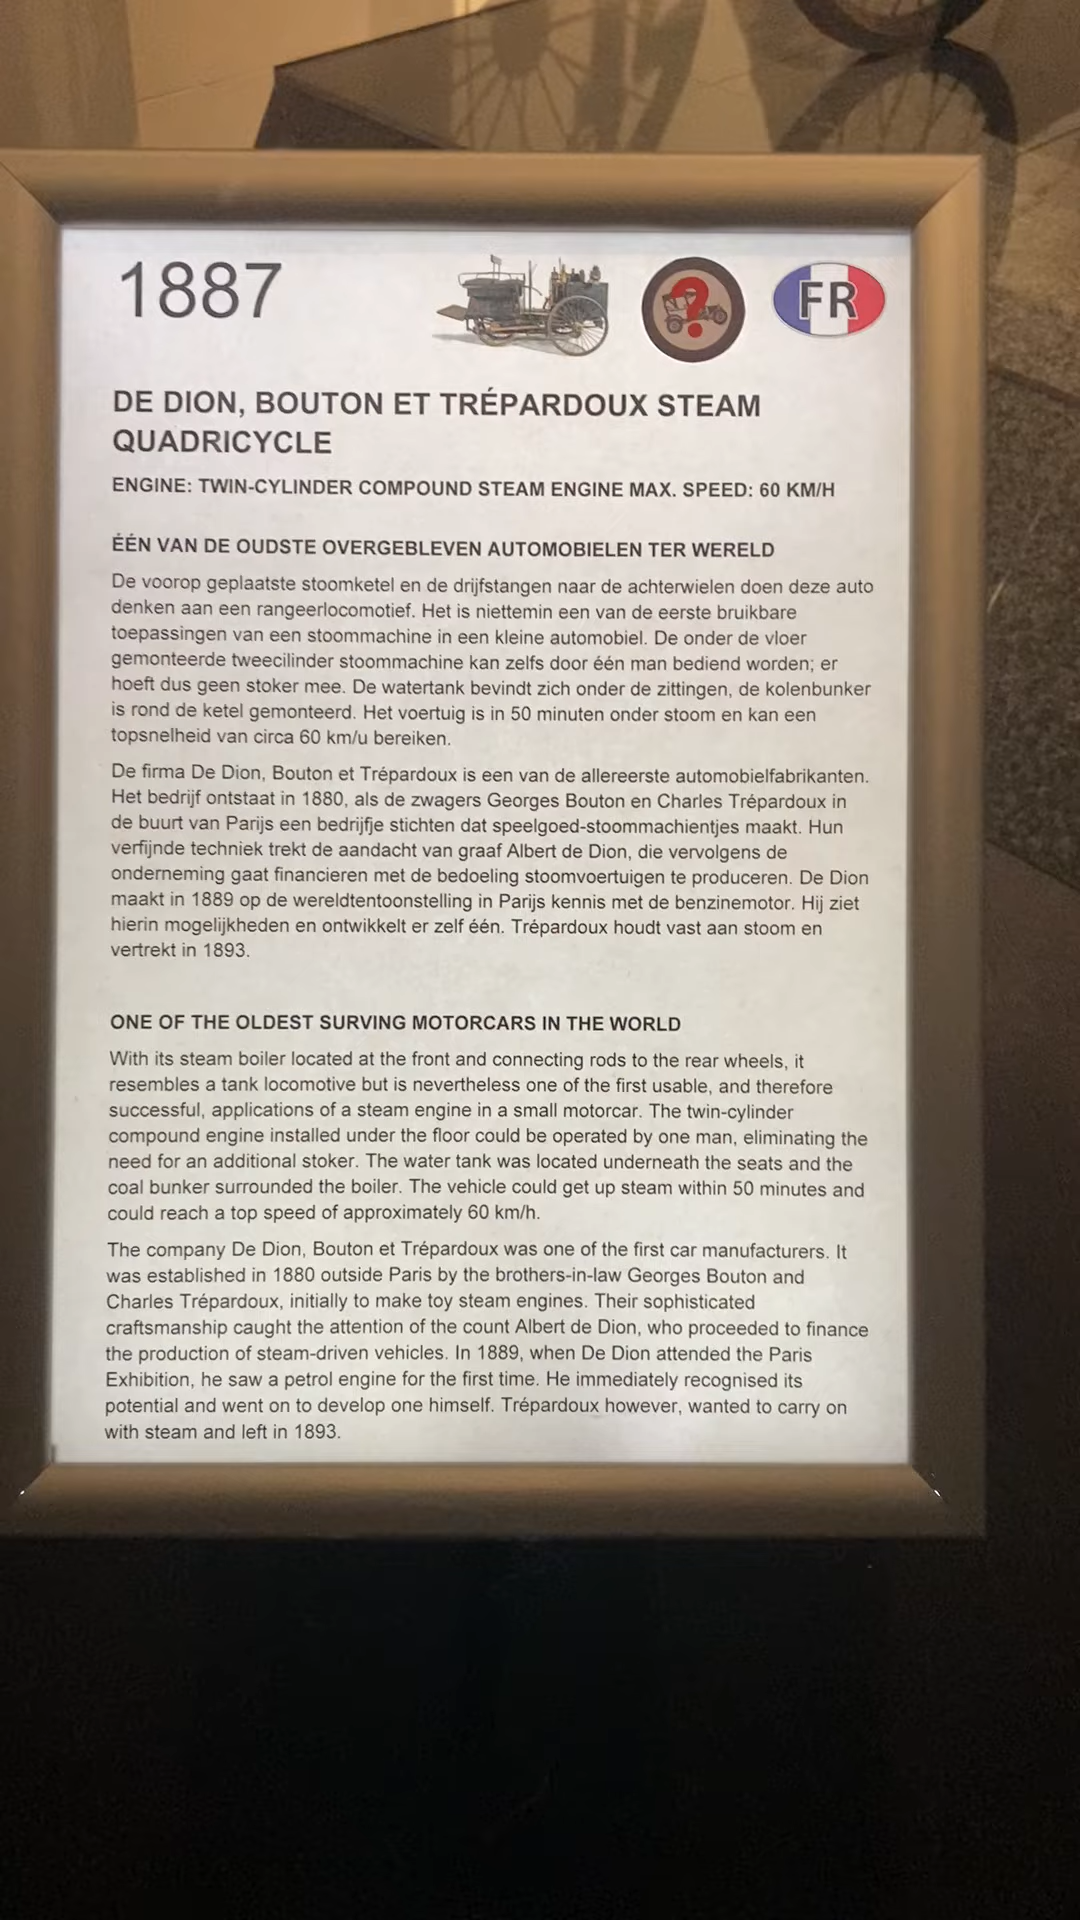 1887
FR
DE DION, BOUTON ET TRÉPARDOUX STEAM
QUADRICYCLE
ENGINE: TWIN-CYLINDER COMPOUND STEAM ENGINE MAX. SPEED: 60 KM/H
ÉÉN VAN DE OUDSTE OVERGEBLEVEN AUTOMOBIELEN TER WERELD
De voorop geplaatste stoomketel en de drijfstangen naar de achterwielen doen deze auto
denken aan een rangeerlocomotief. Het is niettemin een van de eerste bruikbare
toepassingen van een stoommachine in een kleine automobiel. De onder de vloer
gemonteerde tweecilinder stoommachine kan zelfs door één man bediend worden; er
hoeft dus geen stoker mee. De watertank bevindt zich onder de zittingen, de kolenbunker
is rond de ketel gemonteerd. Het voertuig is in 50 minuten onder stoom en kan een
topsnelheid van circa 60 km/u bereiken.
De firma De Dion, Bouton et Trépardoux is een van de allereerste automobielfabrikanten.
Het bedrijf ontstaat in 1880, als de zwagers Georges Bouton en Charles Trépardoux in
de buurt van Parijs een bedrijfje stichten dat speelgoed-stoommachientjes maakt. Hun
verfijnde techniek trekt de aandacht van graaf Albert de Dion, die vervolgens de
onderneming gaat financieren met de bedoeling stoomvoertuigen te produceren. De Dion
maakt in 1889 op de wereldtentoonstelling in Parijs kennis met de benzinemotor. Hij ziet
hierin mogelijkheden en ontwikkelt er zelf één. Trépardoux houdt vast aan stoom en
vertrekt in 1893.
ONE OF THE OLDEST SURVING MOTORCARS IN THE WORLD
With its steam boiler located at the front and connecting rods to the rear wheels, it
resembles a tank locomotive but is nevertheless one of the first usable, and therefore
successful, applications of a steam engine in a small motorcar. The twin-cylinder
compound engine installed under the floor could be operated by one man, eliminating the
need for an additional stoker. The water tank was located underneath the seats and the
coal bunker surrounded the boiler. The vehicle could get up steam within 50 minutes and
could reach a top speed of approximately 60 km/h.
The company De Dion, Bouton et Trépardoux was one of the first car manufacturers. It
was established in 1880 outside Paris by the brothers-in-law Georges Bouton and
Charles Trépardoux, initially to make toy steam engines. Their sophisticated
craftsmanship caught the attention of the count Albert de Dion, who proceeded to finance
the production of steam-driven vehicles. In 1889, when De Dion attended the Paris
Exhibition, he saw a petrol engine for the first time. He immediately recognised its
potential and went on to develop one himself. Trépardoux however, wanted to carry on
with steam and left in 1893.